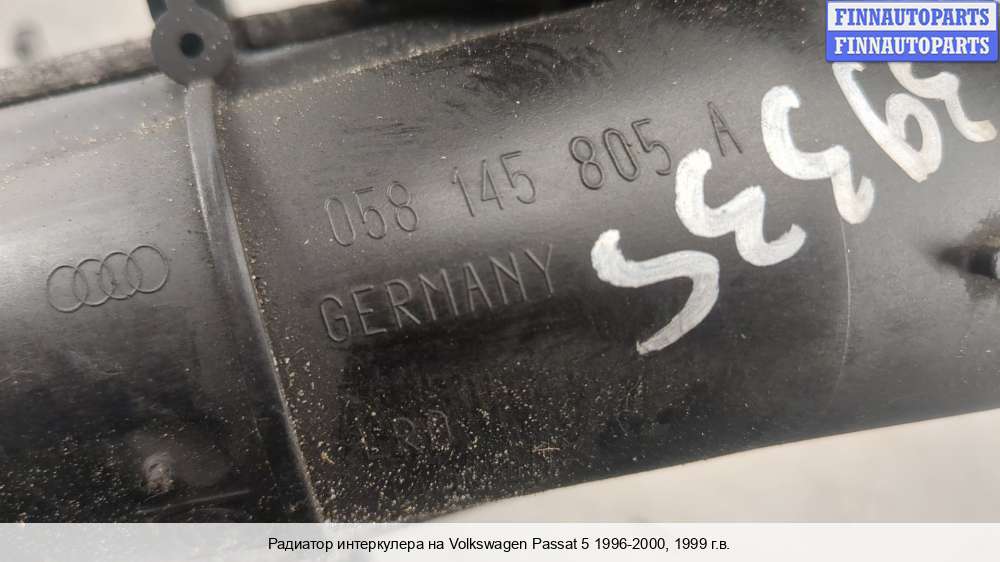 FINNAUTOPARTS
FINNAUTOPARTS
058 145 805 A
GERMANY
Радиатор интеркулера на Volkswagen Passat 5 1996-2000, 1999 г.в.